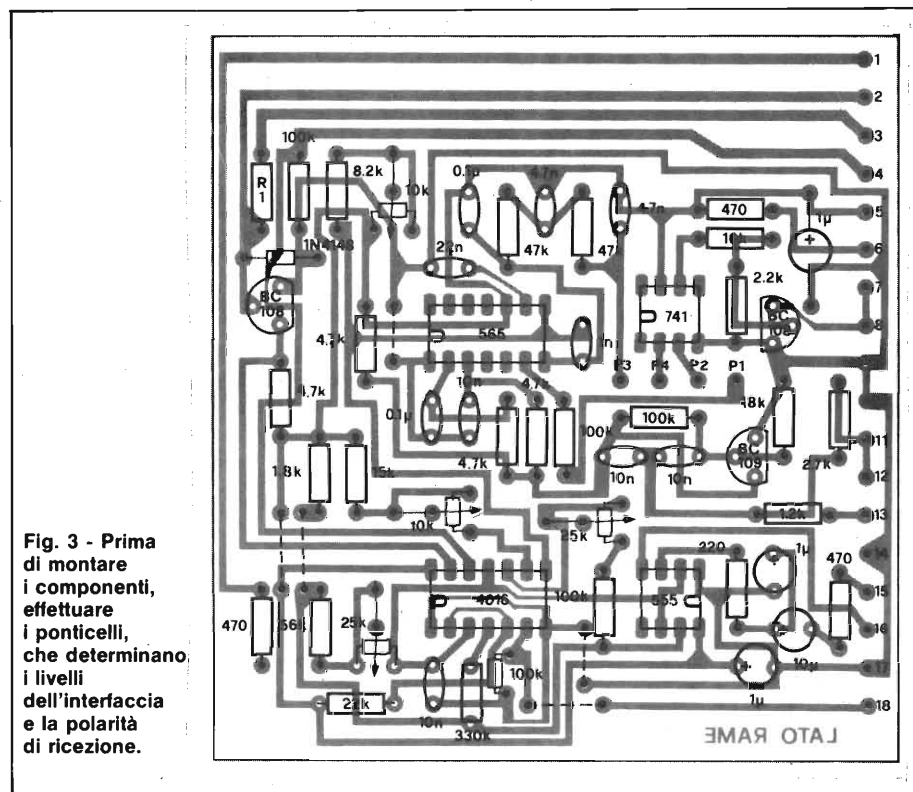 1
2
3
4
100k
R
1
8.2k
10k
0.1µ
4.7n
4.7n
470
1µ
+
5
6
1N4148
22n
47k
47
10k
2.2k
7
BC
108
565
741
BC
108
8
4.7k
P3
P4
P2
P1
4.7k
10n
4.7k
0.1µ
100k
100k
18k
11
1.8k
15k
4.7k
10n
10n
BC
109
2.7k
12
10k
25k
1.2k
13
220
1µ
470
14
470
56k
25k
4016
100k
555
15
16
10µ
17
22k
10n
330k
100k
1µ
18
LATO RAME
Fig. 3 - Prima
di montare
i componenti,
effettuare
i ponticelli,
che determinano
i livelli
dell'interfaccia
e la polarità
di ricezione.